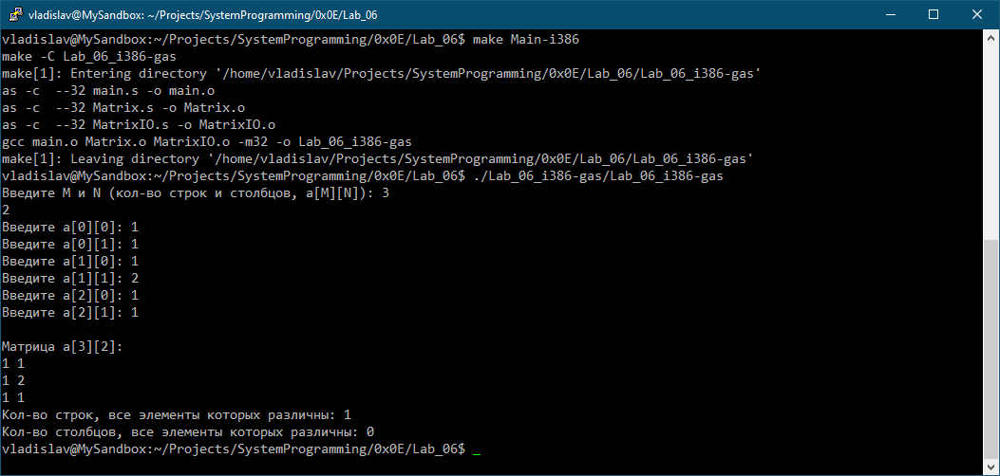 vladislav@MySandbox: ~/Projects/SystemProgramming/0x0E/Lab_06
vladislav@MySandbox:~/Projects/SystemProgramming/0x0E/Lab_06$ make Main-i386
make -C Lab_06_i386-gas
make[1]: Entering directory '/home/vladislav/Projects/SystemProgramming/0x0E/Lab_06/Lab_06_i386-gas'
as -c  --32 main.s -o main.o
as -c  --32 Matrix.s -o Matrix.o
as -c  --32 MatrixIO.s -o MatrixIO.o
gcc main.o Matrix.o MatrixIO.o -m32 -o Lab_06_i386-gas
make[1]: Leaving directory '/home/vladislav/Projects/SystemProgramming/0x0E/Lab_06/Lab_06_i386-gas'
vladislav@MySandbox:~/Projects/SystemProgramming/0x0E/Lab_06$ ./Lab_06_i386-gas/Lab_06_i386-gas
Введите M и N (кол-во строк и столбцов, a[M][N]): 3
2
Введите a[0][0]: 1
Введите a[0][1]: 1
Введите a[1][0]: 1
Введите a[1][1]: 2
Введите a[2][0]: 1
Введите a[2][1]: 1
Матрица a[3][2]:
1 1
1 2
1 1
Кол-во строк, все элементы которых различны: 1
Кол-во столбцов, все элементы которых различны: 0
vladislav@MySandbox:~/Projects/SystemProgramming/0x0E/Lab_06$ _